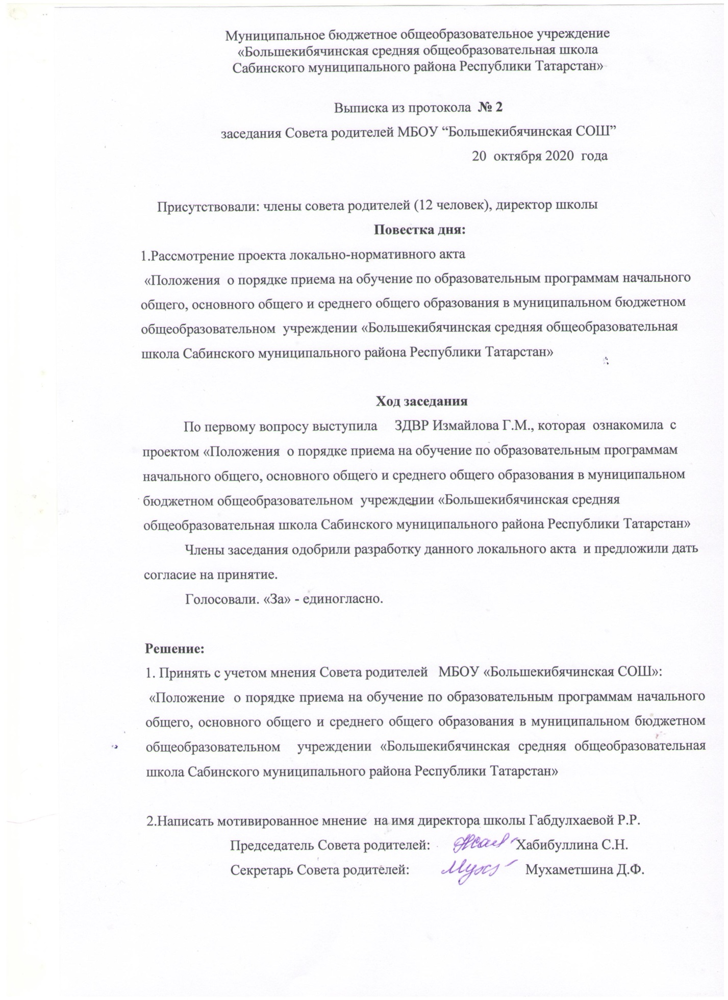 Муниципальное бюджетное общеобразовательное учреждение
«Большекибячинская средняя общеобразовательная школа
Сабинского муниципального района Республики Татарстан»
Выписка из протокола № 2
заседания Совета родителей МБОУ “Большекибячинская СОШ”
20 октября 2020 года
Присутствовали: члены совета родителей (12 человек), директор школы
Повестка дня:
1.Рассмотрение проекта локально-нормативного акта
«Положения о порядке приема на обучение по образовательным программам начального
общего, основного общего и среднего общего образования в муниципальном бюджетном
общеобразовательном учреждении «Большекибячинская средняя общеобразовательная
школа Сабинского муниципального района Республики Татарстан»
Ход заседания
По первому вопросу выступила ЗДВР Измайлова Г.М., которая ознакомила с
проектом «Положения о порядке приема на обучение по образовательным программам
начального общего, основного общего и среднего общего образования в муниципальном
бюджетном общеобразовательном учреждении «Большекибячинская средняя
общеобразовательная школа Сабинского муниципального района Республики Татарстан»
Члены заседания одобрили разработку данного локального акта и предложили дать
согласие на принятие.
Голосовали. «За» - единогласно.
Решение:
1. Принять с учетом мнения Совета родителей МБОУ «Большекибячинская СОШ»:
«Положение о порядке приема на обучение по образовательным программам начального
общего, основного общего и среднего общего образования в муниципальном бюджетном
общеобразовательном учреждении «Большекибячинская средняя общеобразовательная
школа Сабинского муниципального района Республики Татарстан»
2.Написать мотивированное мнение на имя директора школы Габдулхаевой Р.Р.
Председатель Совета родителей: Хабибуллина С.Н.
Секретарь Совета родителей: Мухаметшина Д.Ф.